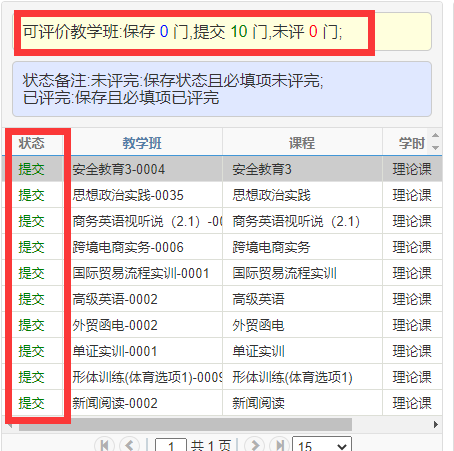 可评价教学班:保存 0 门,提交 10 门,未评 0 门;
状态备注:未评完:保存状态且必填项未评完;
已评完:保存且必填项已评完
状态 教学班 课程 学时
提交 安全教育3-0004 安全教育3 理论课
提交 思想政治实践-0035 思想政治实践 理论课
提交 商务英语视听说（2.1）-00 商务英语视听说（2.1） 理论课
提交 跨境电商实务-0006 跨境电商实务 理论课
提交 国际贸易流程实训-0001 国际贸易流程实训 理论课
提交 高级英语-0002 高级英语 理论课
提交 外贸函电-0002 外贸函电 理论课
提交 单证实训-0001 单证实训 理论课
提交 形体训练(体育选项1)-0009 形体训练(体育选项1) 理论课
提交 新闻阅读-0002 新闻阅读 理论课
1 共 1 页 15